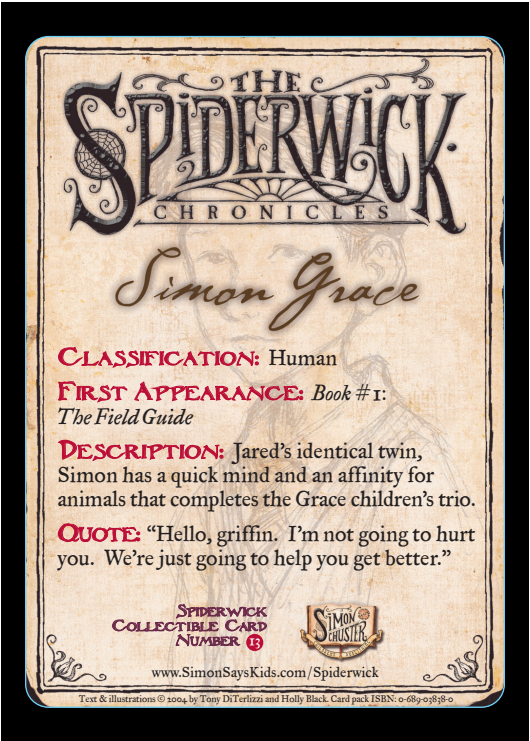 THE
SPIDERWICK
CHRONICLES
Simon Grace
CLASSIFICATION: Human
FIRST APPEARANCE: Book #1:
The Field Guide
DESCRIPTION: Jared's identical twin,
Simon has a quick mind and an affinity for
animals that completes the Grace children's trio.
QUOTE: “Hello, griffin. I'm not going to hurt
you. We're just going to help you get better.”
SPIDERWICK
COLLECTIBLE CARD
NUMBER 13
SIMON
SCHUSTER
www.SimonSaysKids.com/Spiderwick
Text & illustrations © 2004 by Tony DiTerlizzi and Holly Black. Card pack ISBN: 0-689-03838-0